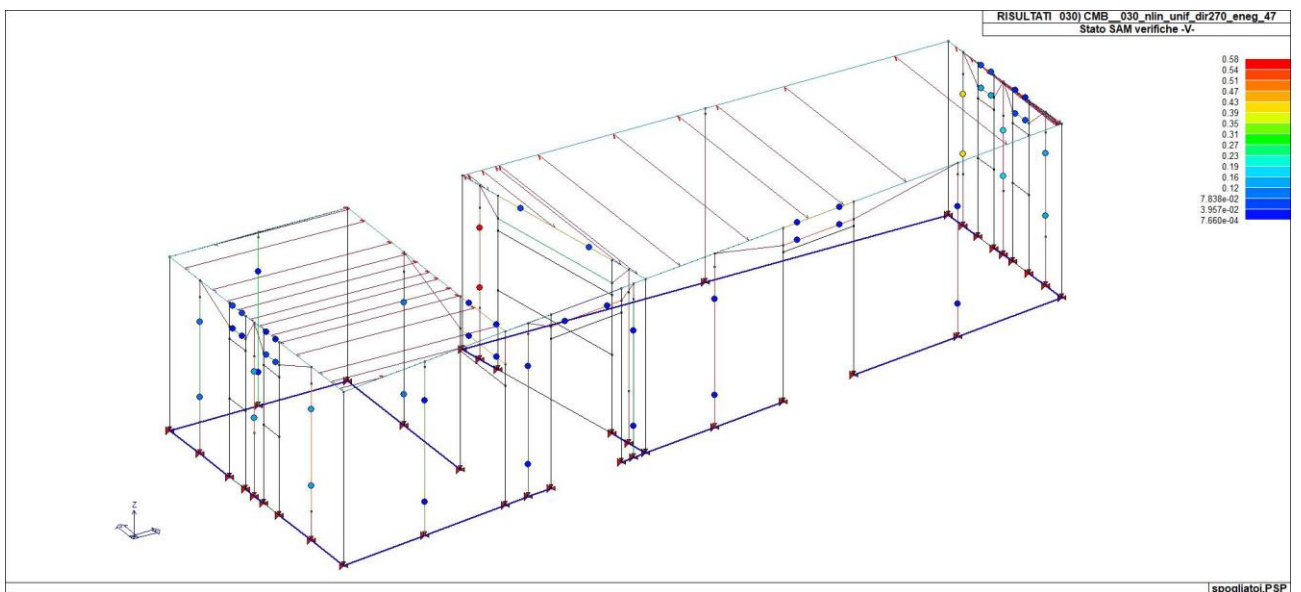 RISULTATI 030) CMB__030_nlin_unif_dir270_eneg_47
Stato SAM verifiche -V-
0.58
0.54
0.51
0.47
0.43
0.39
0.35
0.31
0.27
0.23
0.19
0.16
0.12
7.838e-02
3.957e-02
7.660e-04
Z
spogliatoi.PSP